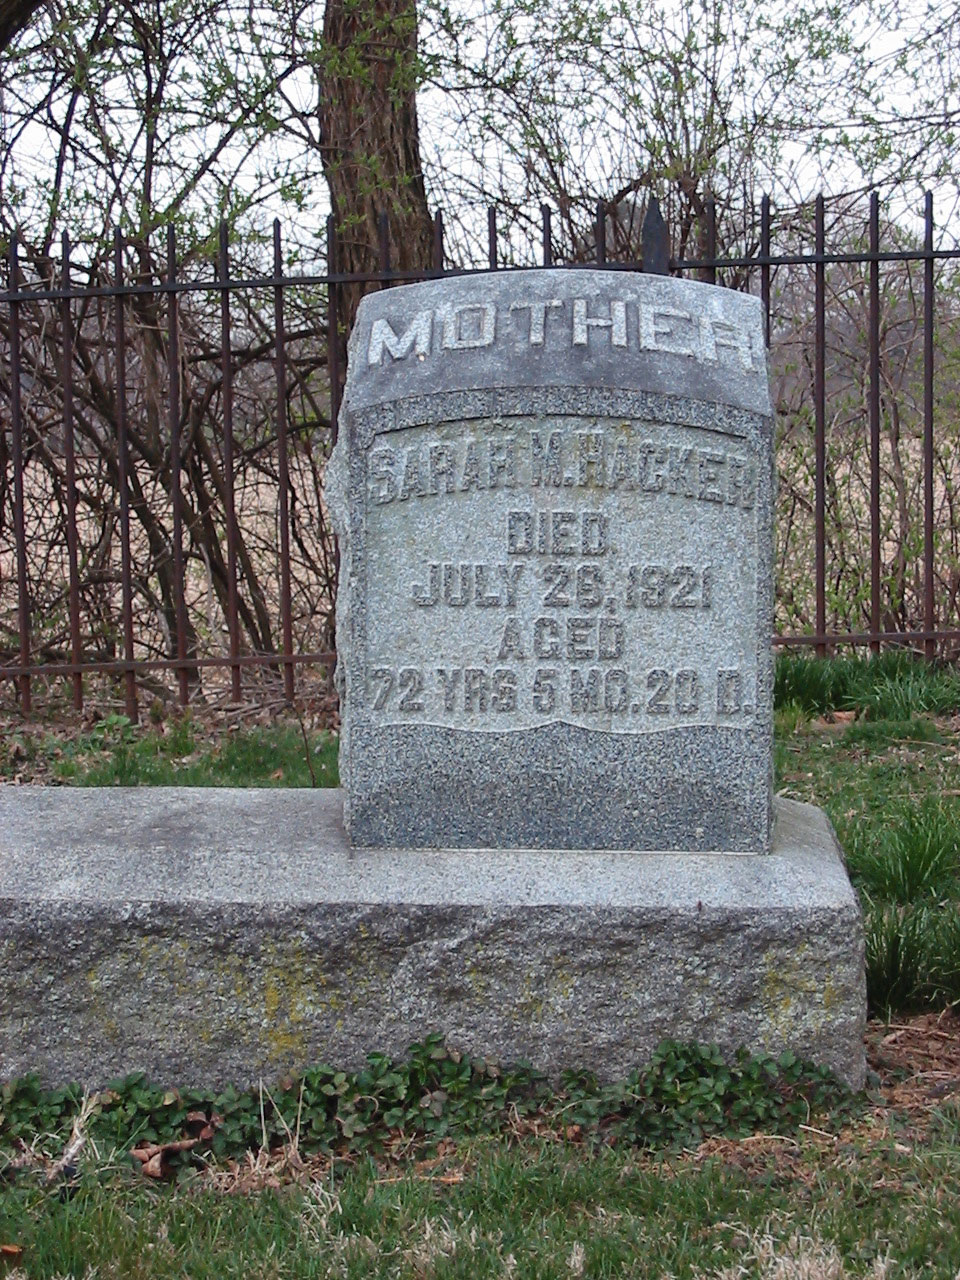 MOTHER
SARAH M. HACKER
DIED
JULY 26, 1921
AGED
72 YRS 5 MO. 20 D.